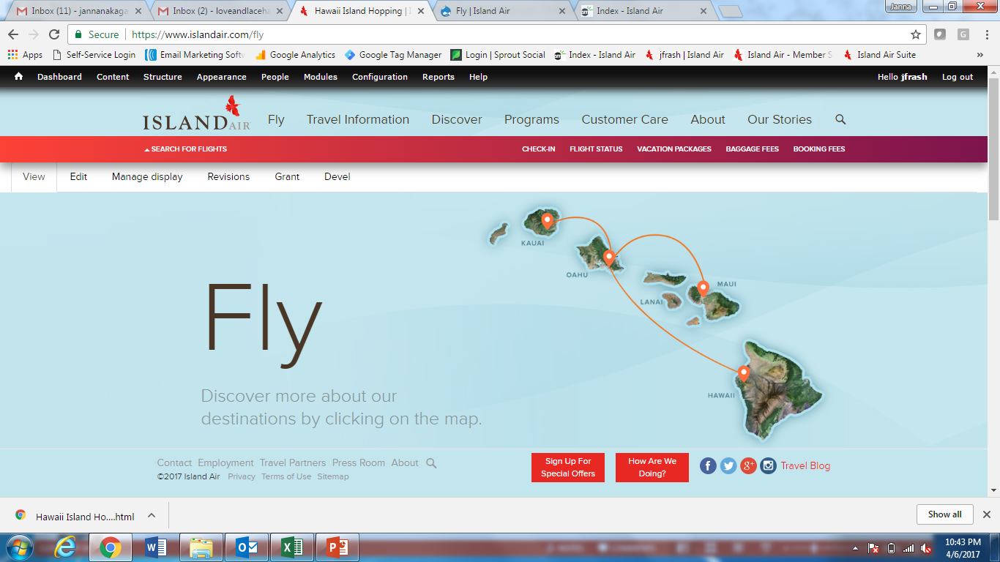 Inbox (11) - jannanakaga
Inbox (2) - loveandlaceha
Hawaii Island Hopping | I
Fly | Island Air
Index - Island Air
Janna
Secure
https://www.islandair.com/fly
G
Apps
Self-Service Login
Email Marketing Softw
Google Analytics
Google Tag Manager
Login | Sprout Social
Index - Island Air
jfrash | Island Air
Island Air - Member S
Island Air Suite
»
Dashboard Content Structure Appearance People Modules Configuration Reports Help
Hello jfrash Log out
ISLAND AIR
Fly Travel Information Discover Programs Customer Care About Our Stories
SEARCH FOR FLIGHTS
CHECK-IN FLIGHT STATUS VACATION PACKAGES BAGGAGE FEES BOOKING FEES
View Edit Manage display Revisions Grant Devel
KAUAI
OAHU
MAUI
LANAI
HAWAII
Fly
Discover more about our
destinations by clicking on the map.
Contact Employment Travel Partners Press Room About
©2017 Island Air Privacy Terms of Use Sitemap
Sign Up For
Special Offers
How Are We
Doing?
Travel Blog
Hawaii Island Ho....html
Show all
10:43 PM
4/6/2017